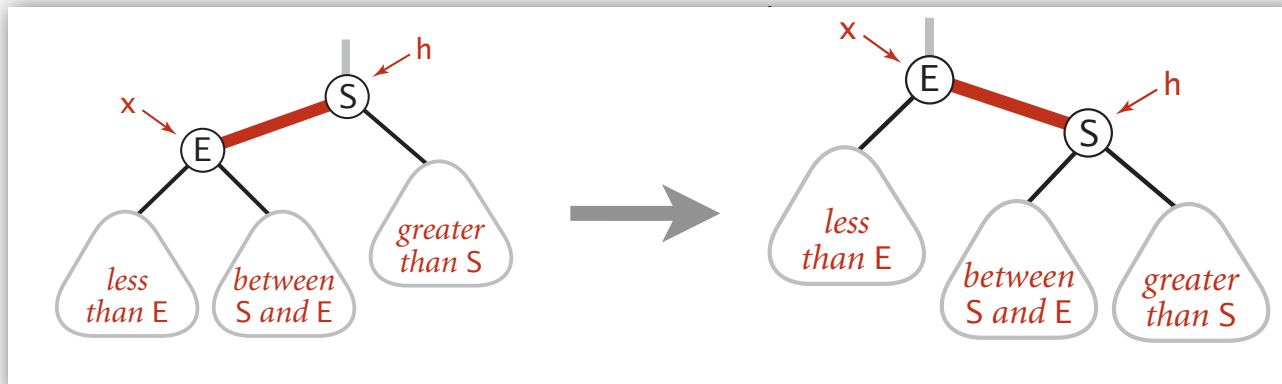 h
S
x
E
less
than E
between
S and E
greater
than S
x
E
h
S
less
than E
between
S and E
greater
than S